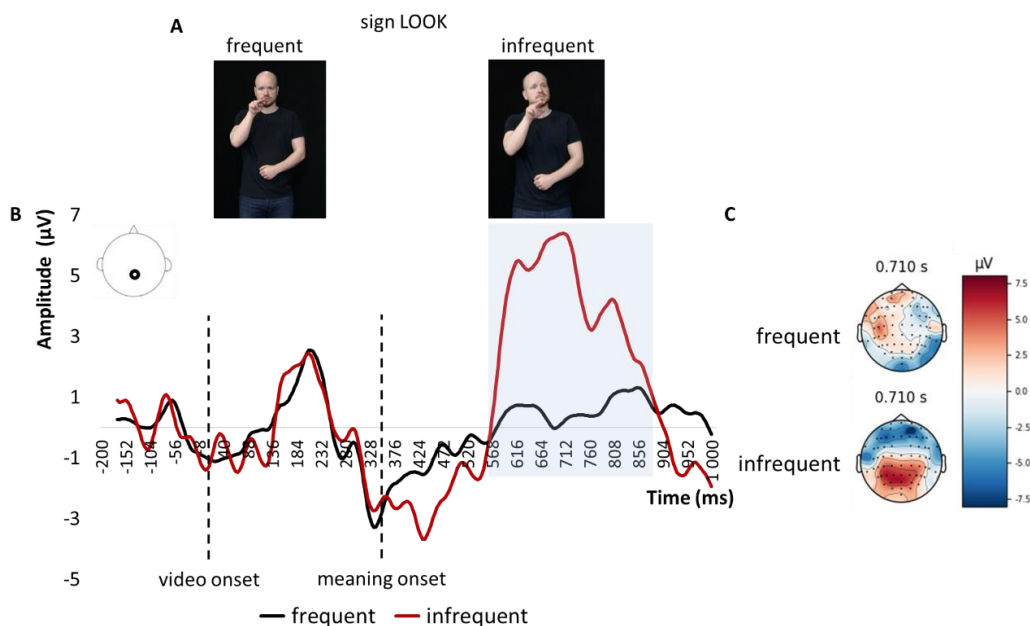 A
sign LOOK
frequent
infrequent
B
Amplitude (µV)
7
5
3
1
-1
-3
-5
-200 -152 -104 -56 -8 40 88 136 184 232 280 328 376 424 472 520 568 616 664 712 760 808 856 904 952 1 000
Time (ms)
video onset
meaning onset
frequent
infrequent
C
0.710 s
µV
frequent
0.710 s
infrequent
7.5
5.0
2.5
0.0
-2.5
-5.0
-7.5